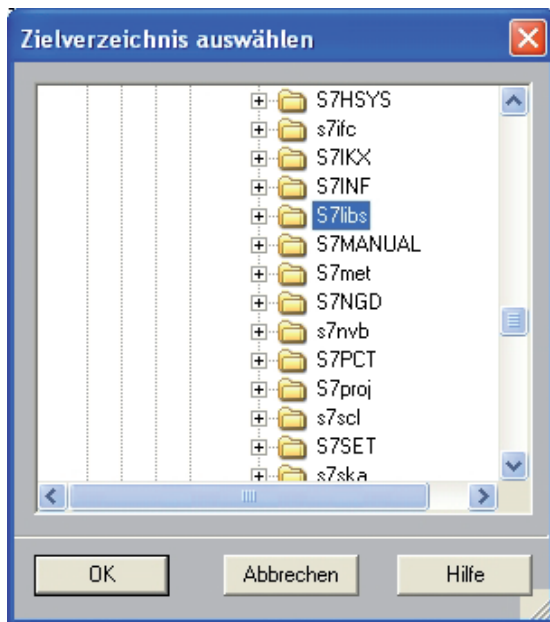 Zielverzeichnis auswählen
S7HSYS
s7ifc
S7IKX
S7INF
S7libs
S7MANUAL
S7met
S7NGD
s7nvb
S7PCT
S7proj
s7scl
S7SET
s7ska
OK Abbrechen Hilfe